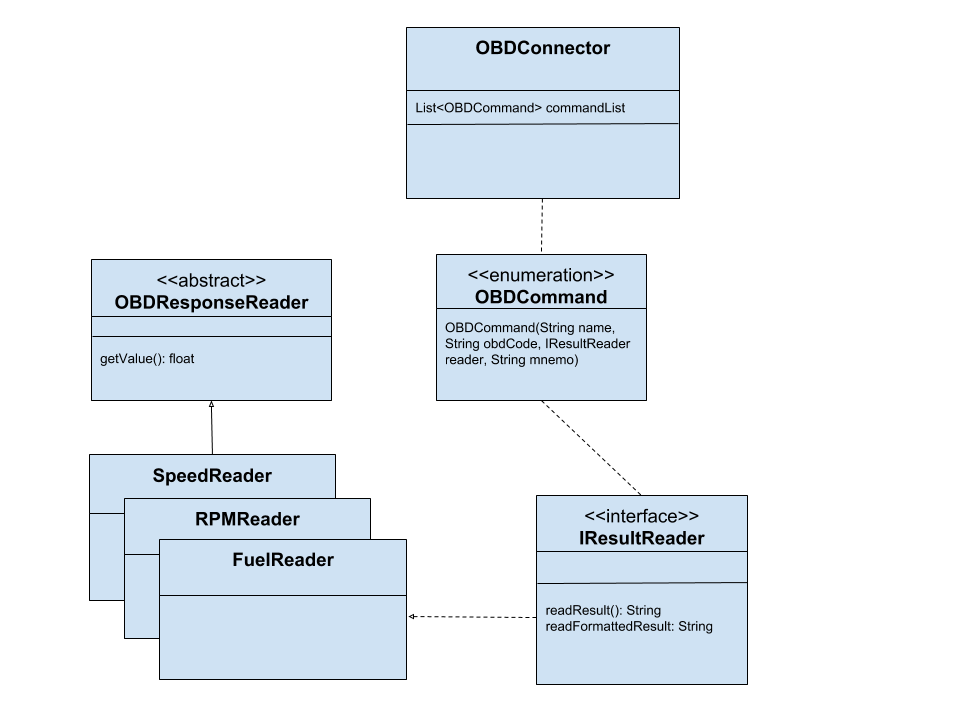 OBDConnector
List<OBDCommand> commandList
<<abstract>>
OBDResponseReader
getValue(): float
<<enumeration>>
OBDCommand
OBDCommand(String name,
String obdCode, IResultReader
reader, String mnemo)
SpeedReader
RPMReader
FuelReader
<<interface>>
IResultReader
readResult(): String
readFormattedResult: String